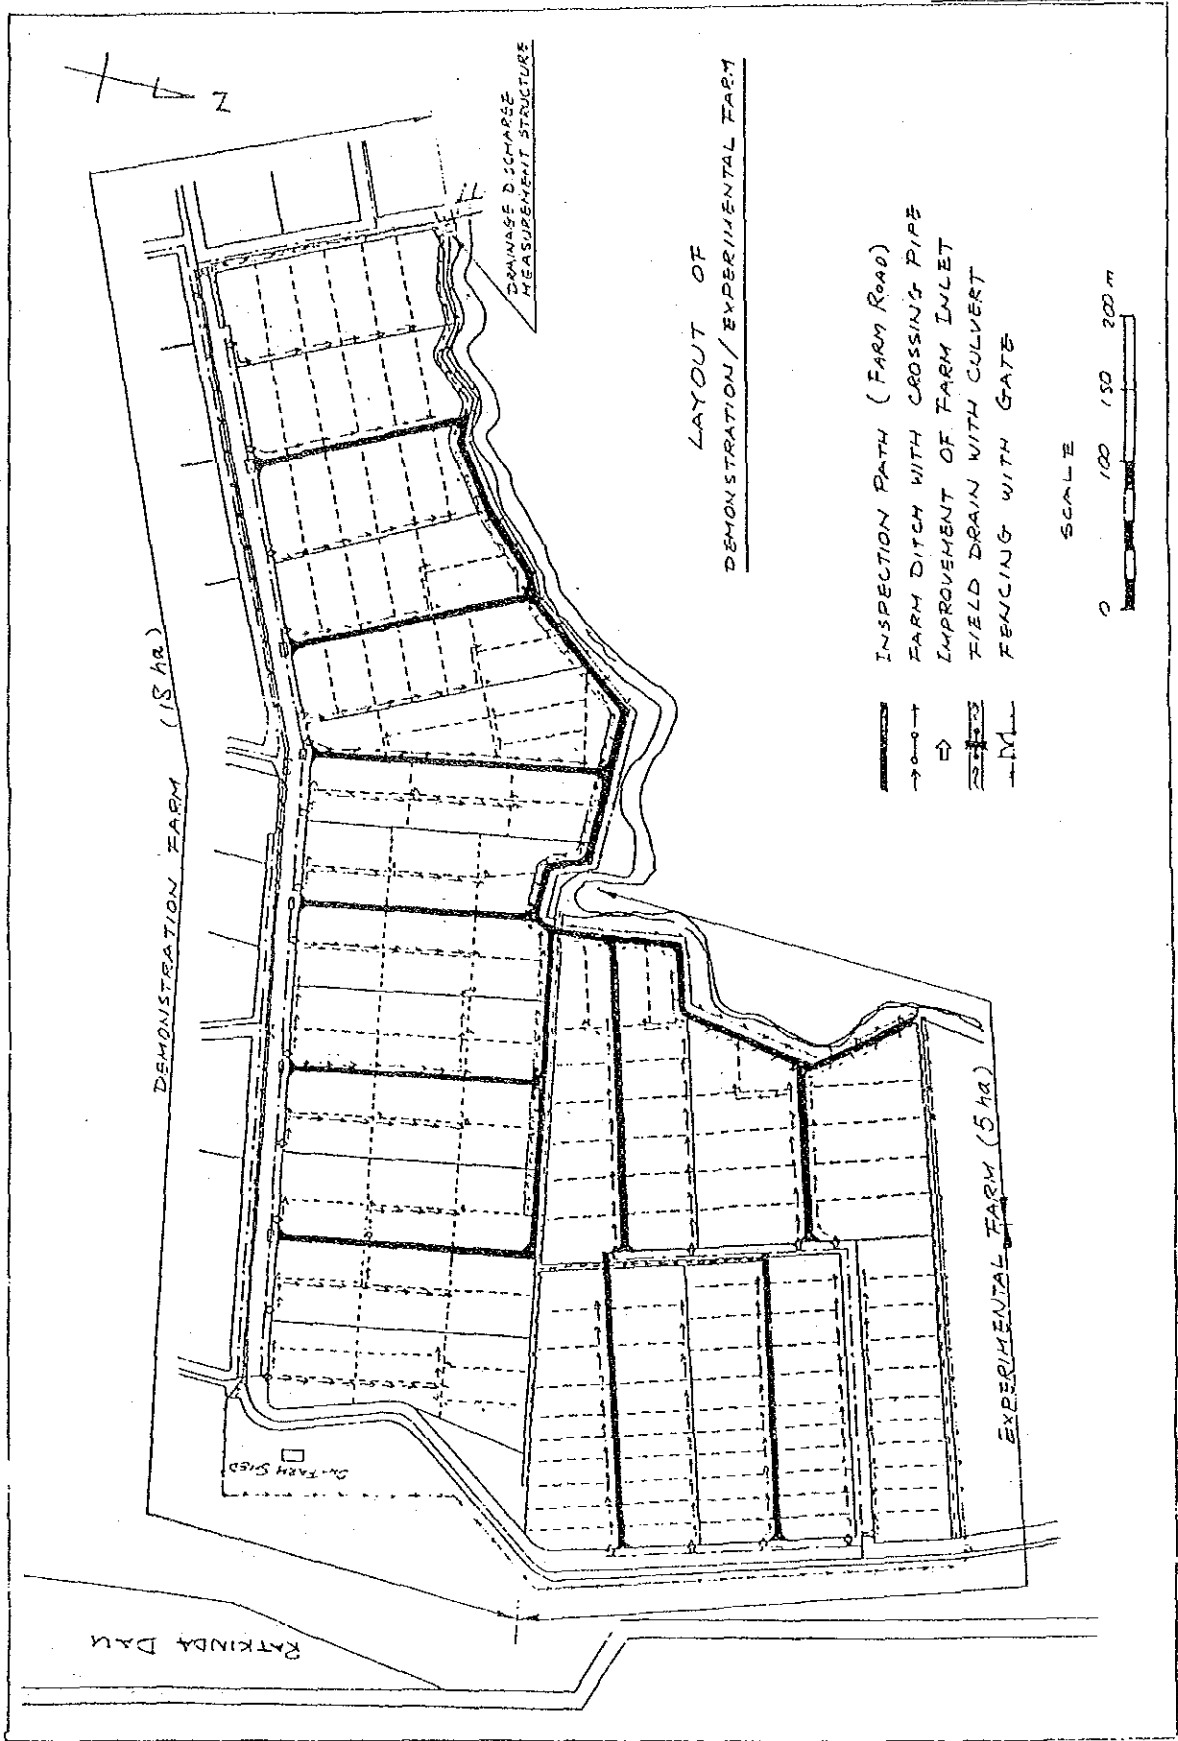 LAYOUT OF
DEMONSTRATION / EXPERIMENTAL FARM
DRAINAGE DISCHARGE
MEASUREMENT STRUCTURE
N
DEMONSTRATION FARM (18 ha)
EXPERIMENTAL FARM (5 ha)
INSPECTION PATH (FARM ROAD)
FARM DITCH WITH CROSSING PIPE
IMPROVEMENT OF FARM INLET
FIELD DRAIN WITH CULVERT
FENCING WITH GATE
SCALE
0 100 150 200 m
RATKINDA DAM